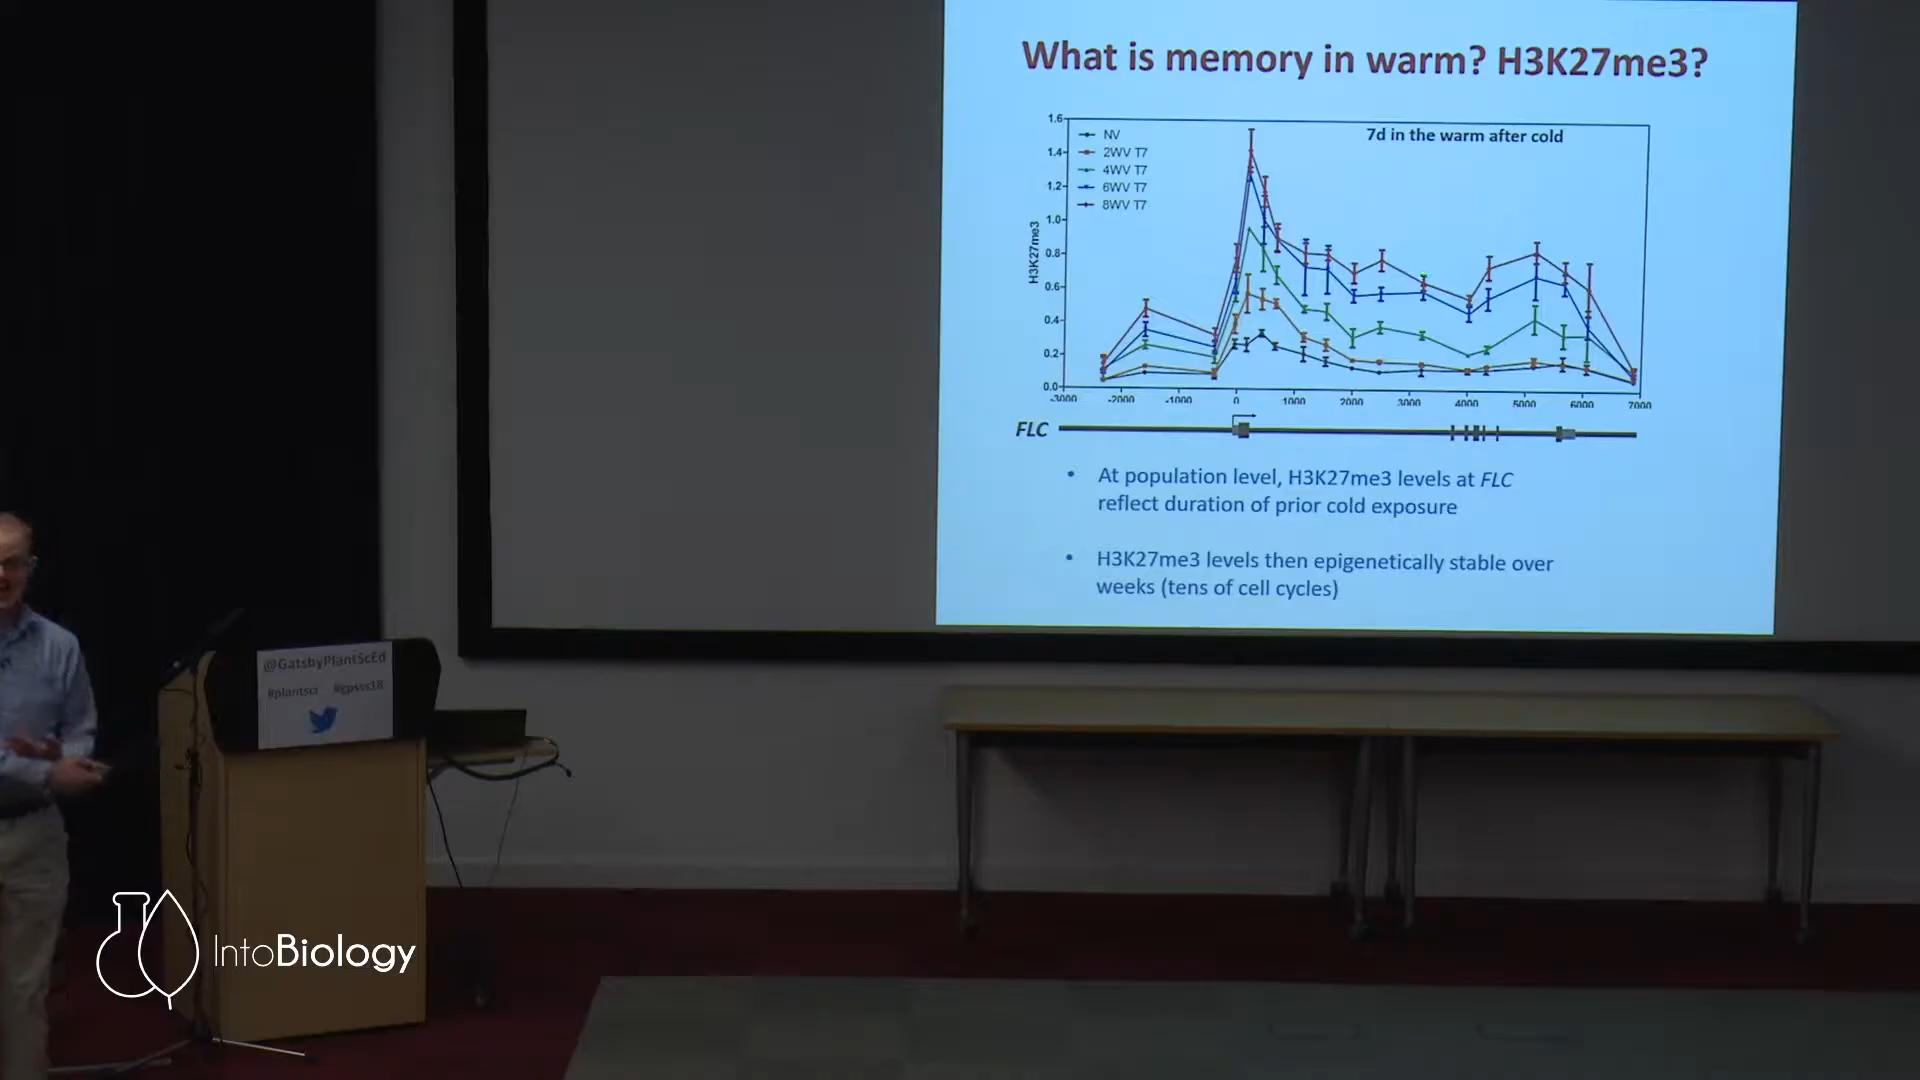 What is memory in warm? H3K27me3?
7d in the warm after cold
NV
2WV T7
4WV T7
6WV T7
8WV T7
H3K27me3
1.6
1.4
1.2
1.0
0.8
0.6
0.4
0.2
0.0
-3000 -2000 -1000 0 1000 2000 3000 4000 5000 6000 7000
FLC
• At population level, H3K27me3 levels at FLC
reflect duration of prior cold exposure
• H3K27me3 levels then epigenetically stable over
weeks (tens of cell cycles)
@GatsbyPlantScEd
#plantsci #gpsss18
IntoBiology